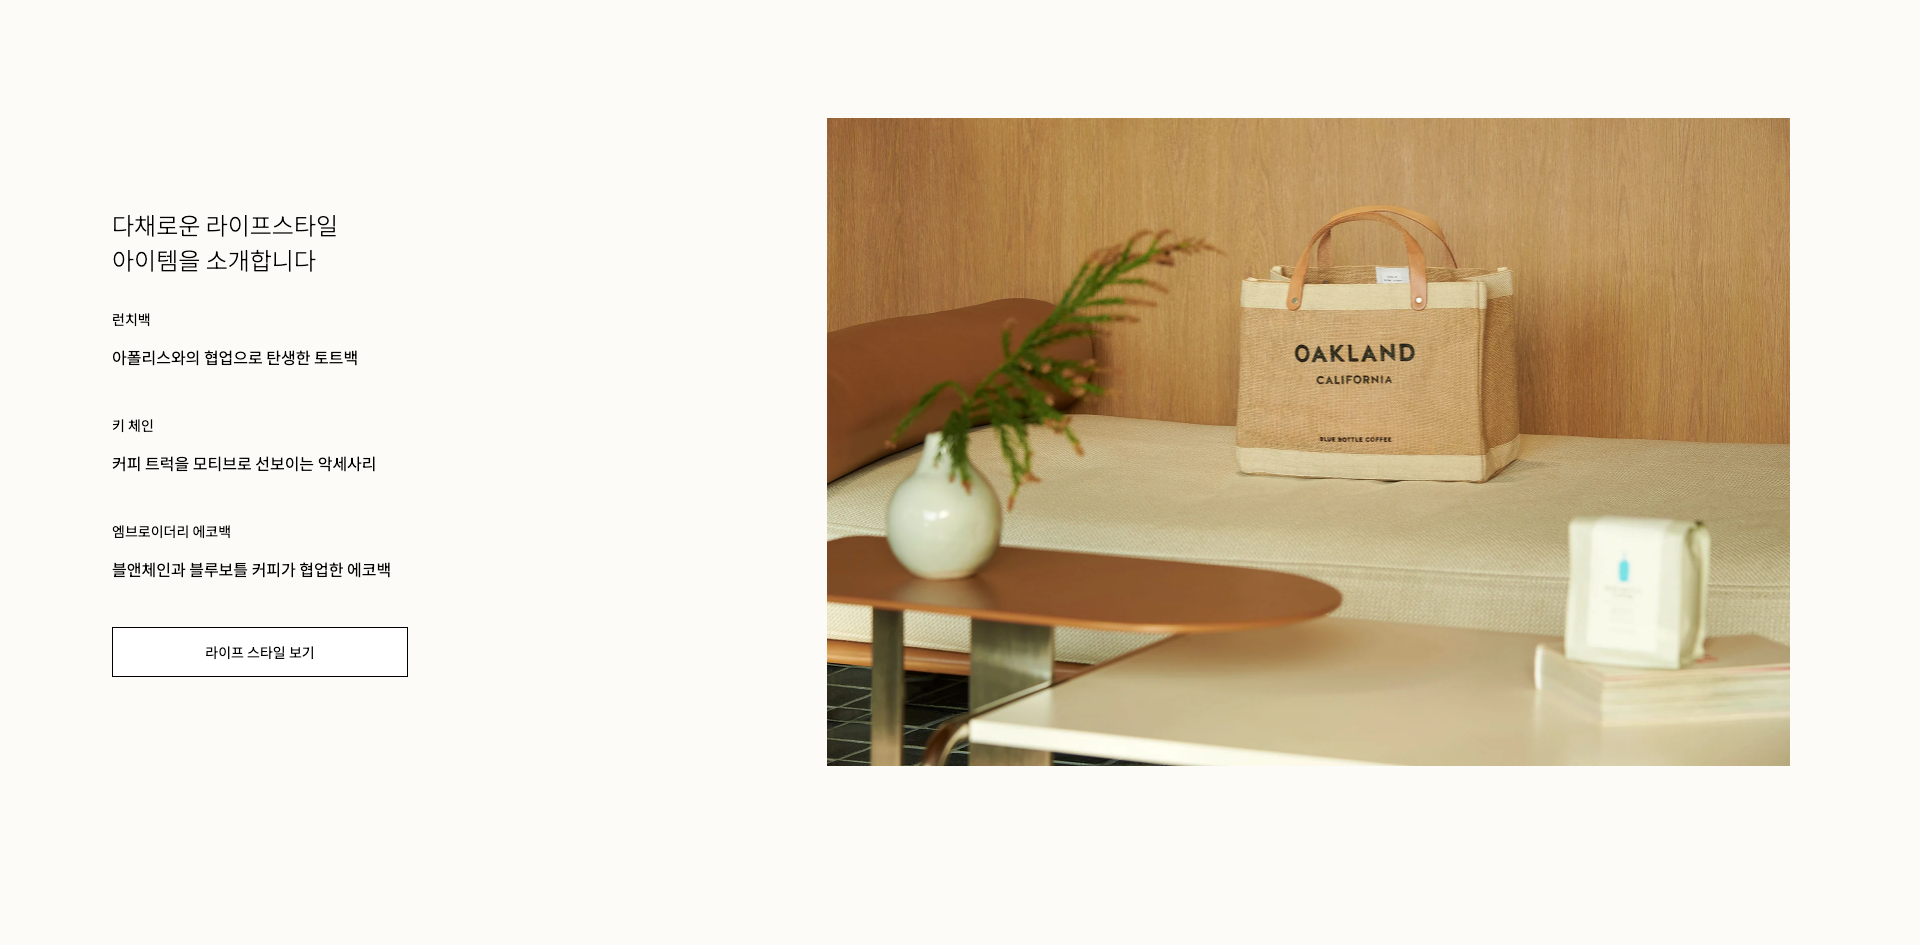 다채로운 라이프스타일
아이템을 소개합니다
런치백
아폴리스와의 협업으로 탄생한 토트백
키 체인
커피 트럭을 모티브로 선보이는 악세사리
엠브로이더리 에코백
블앤체인과 블루보틀 커피가 협업한 에코백
라이프 스타일 보기
OAKLAND
CALIFORNIA
BLUE BOTTLE COFFEE